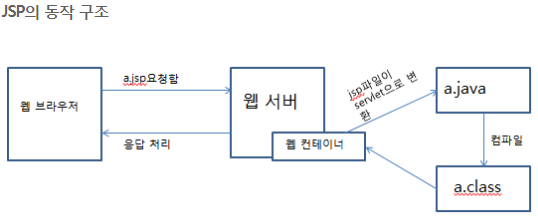 JSP의 동작 구조
웹 브라우저
a.jsp요청함
응답 처리
웹 서버
웹 컨테이너
jsp파일이
servlet으로 변
환
a.java
컴파일
a.class